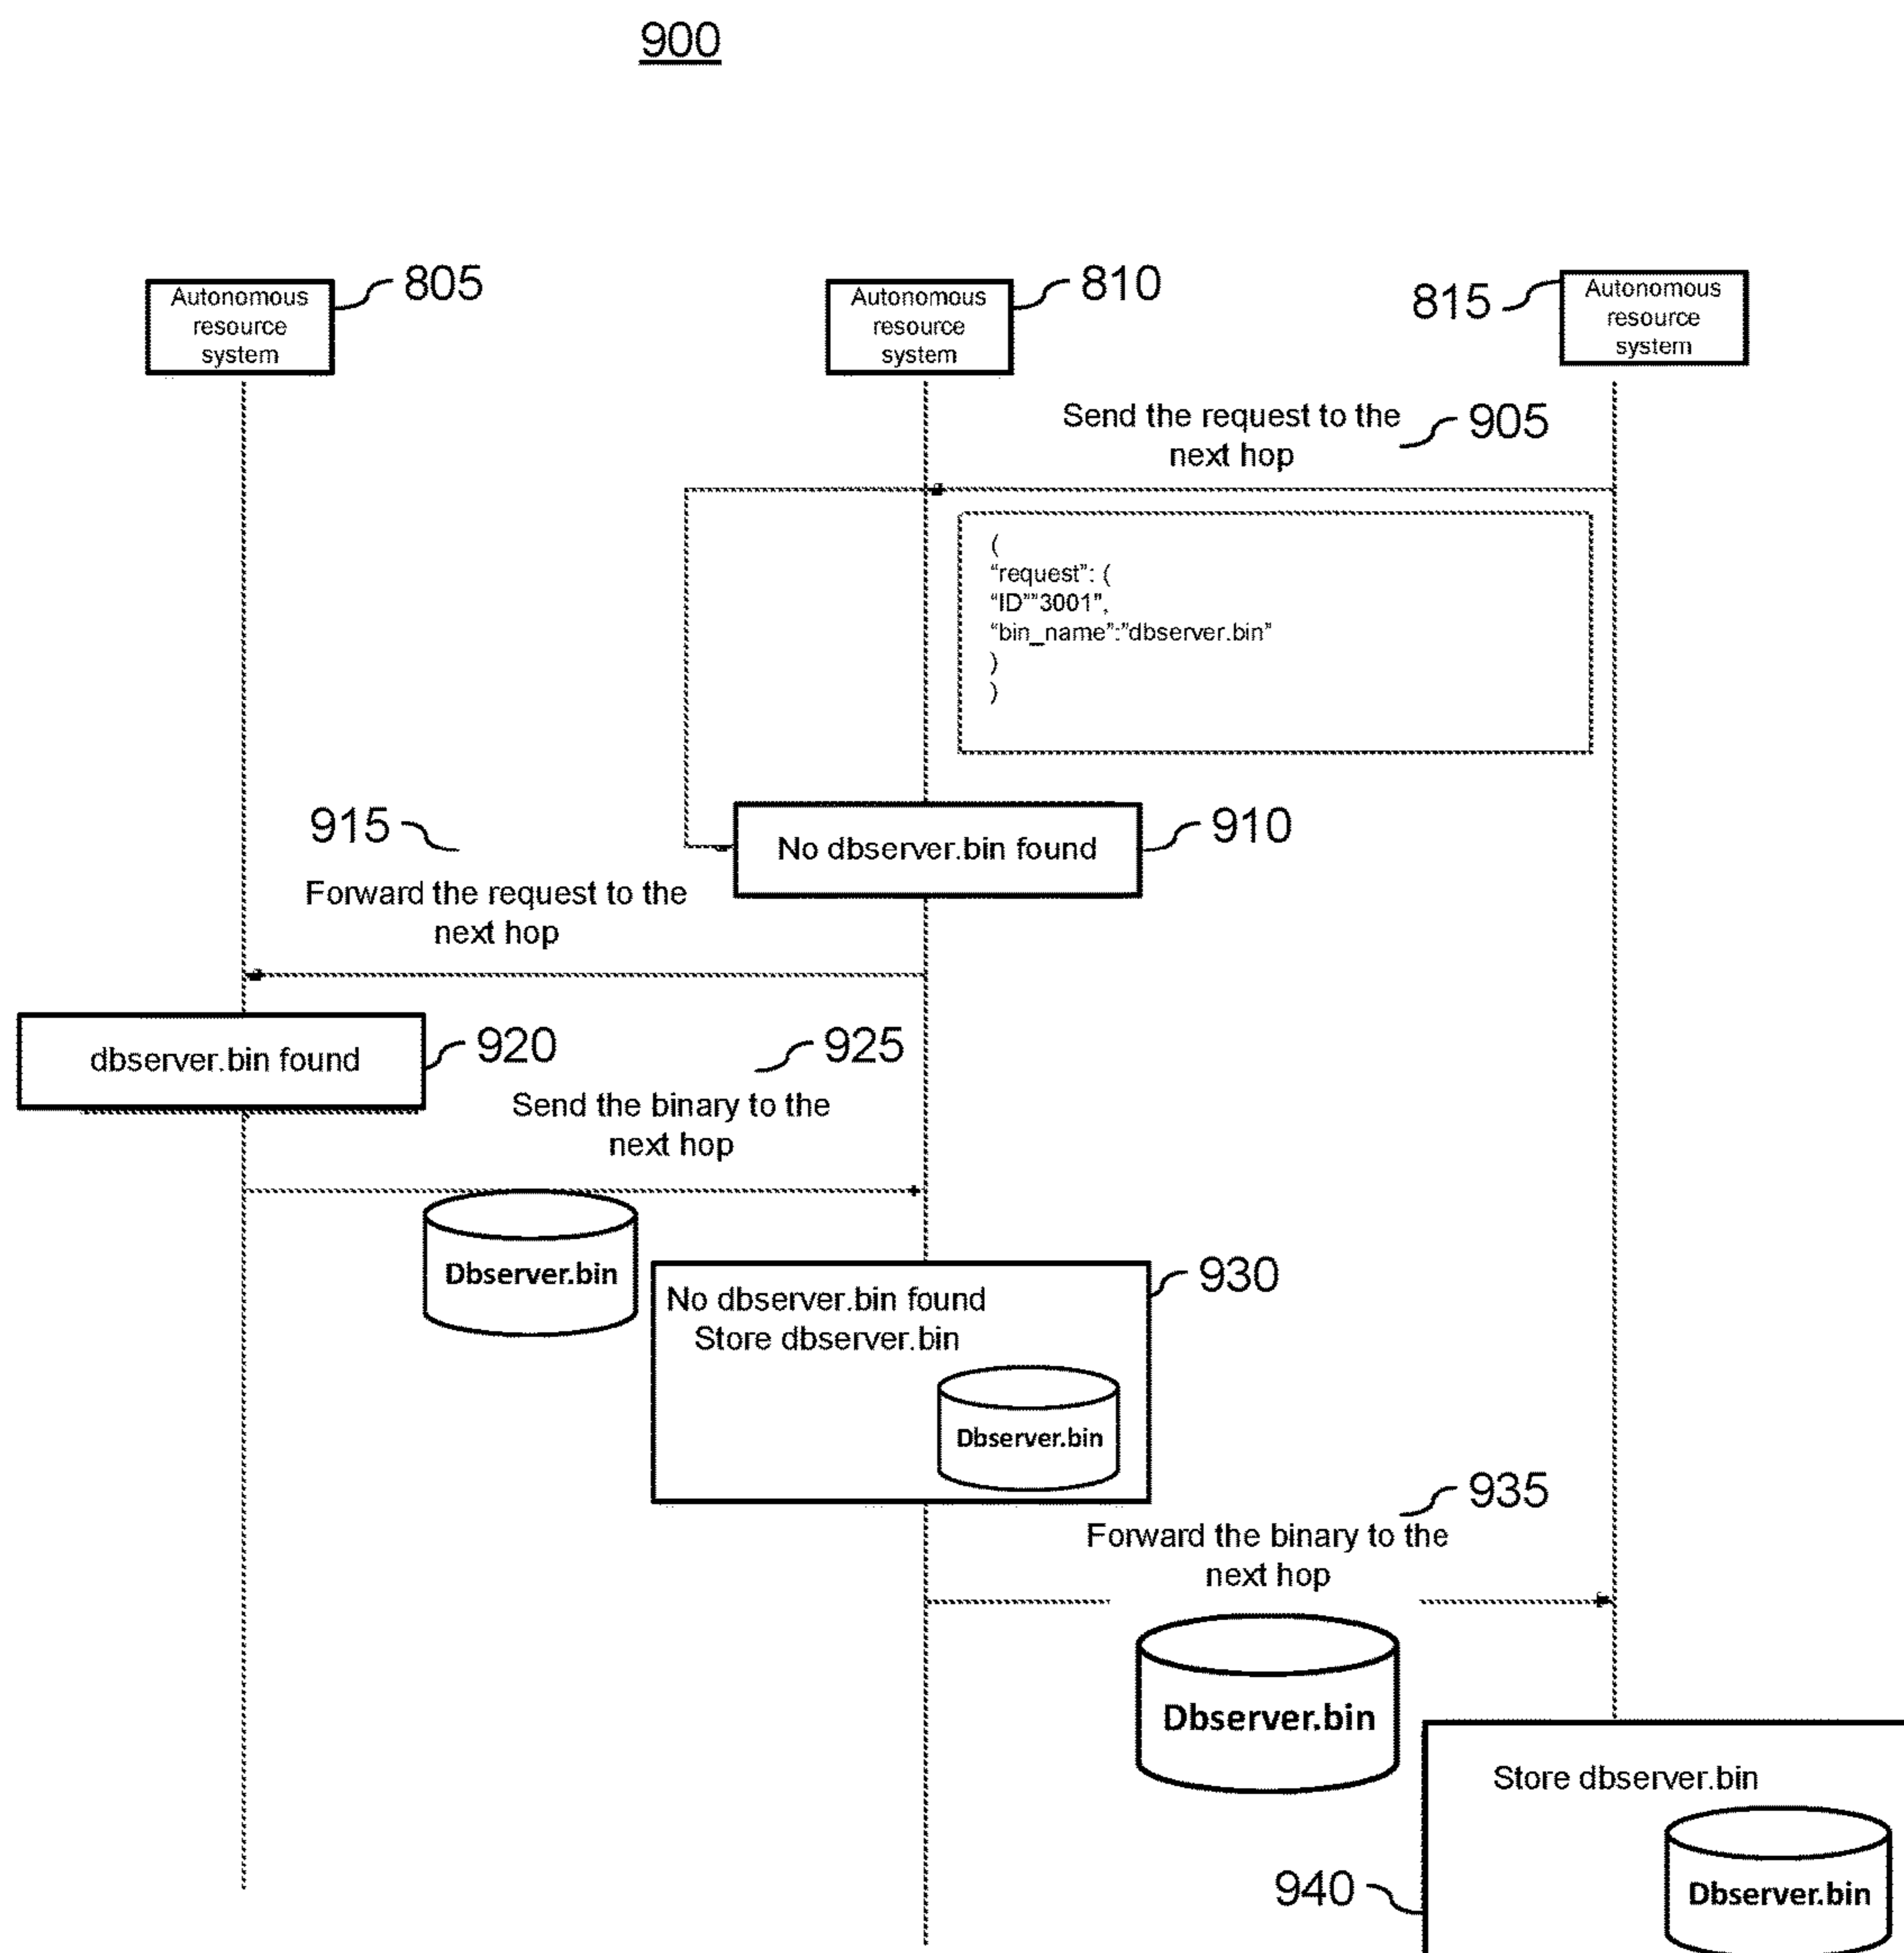 900
Autonomous
resource
system
805
Autonomous
resource
system
810
815
Autonomous
resource
system
Send the request to the
next hop
905
(
“request”: (
“ID”“3001”,
“bin_name”:”dbserver.bin”
)
)
915
No dbserver.bin found
910
Forward the request to the
next hop
dbserver.bin found
920
925
Send the binary to the
next hop
Dbserver.bin
930
No dbserver.bin found
Store dbserver.bin
Dbserver.bin
935
Forward the binary to the
next hop
Dbserver.bin
Store dbserver.bin
940
Dbserver.bin